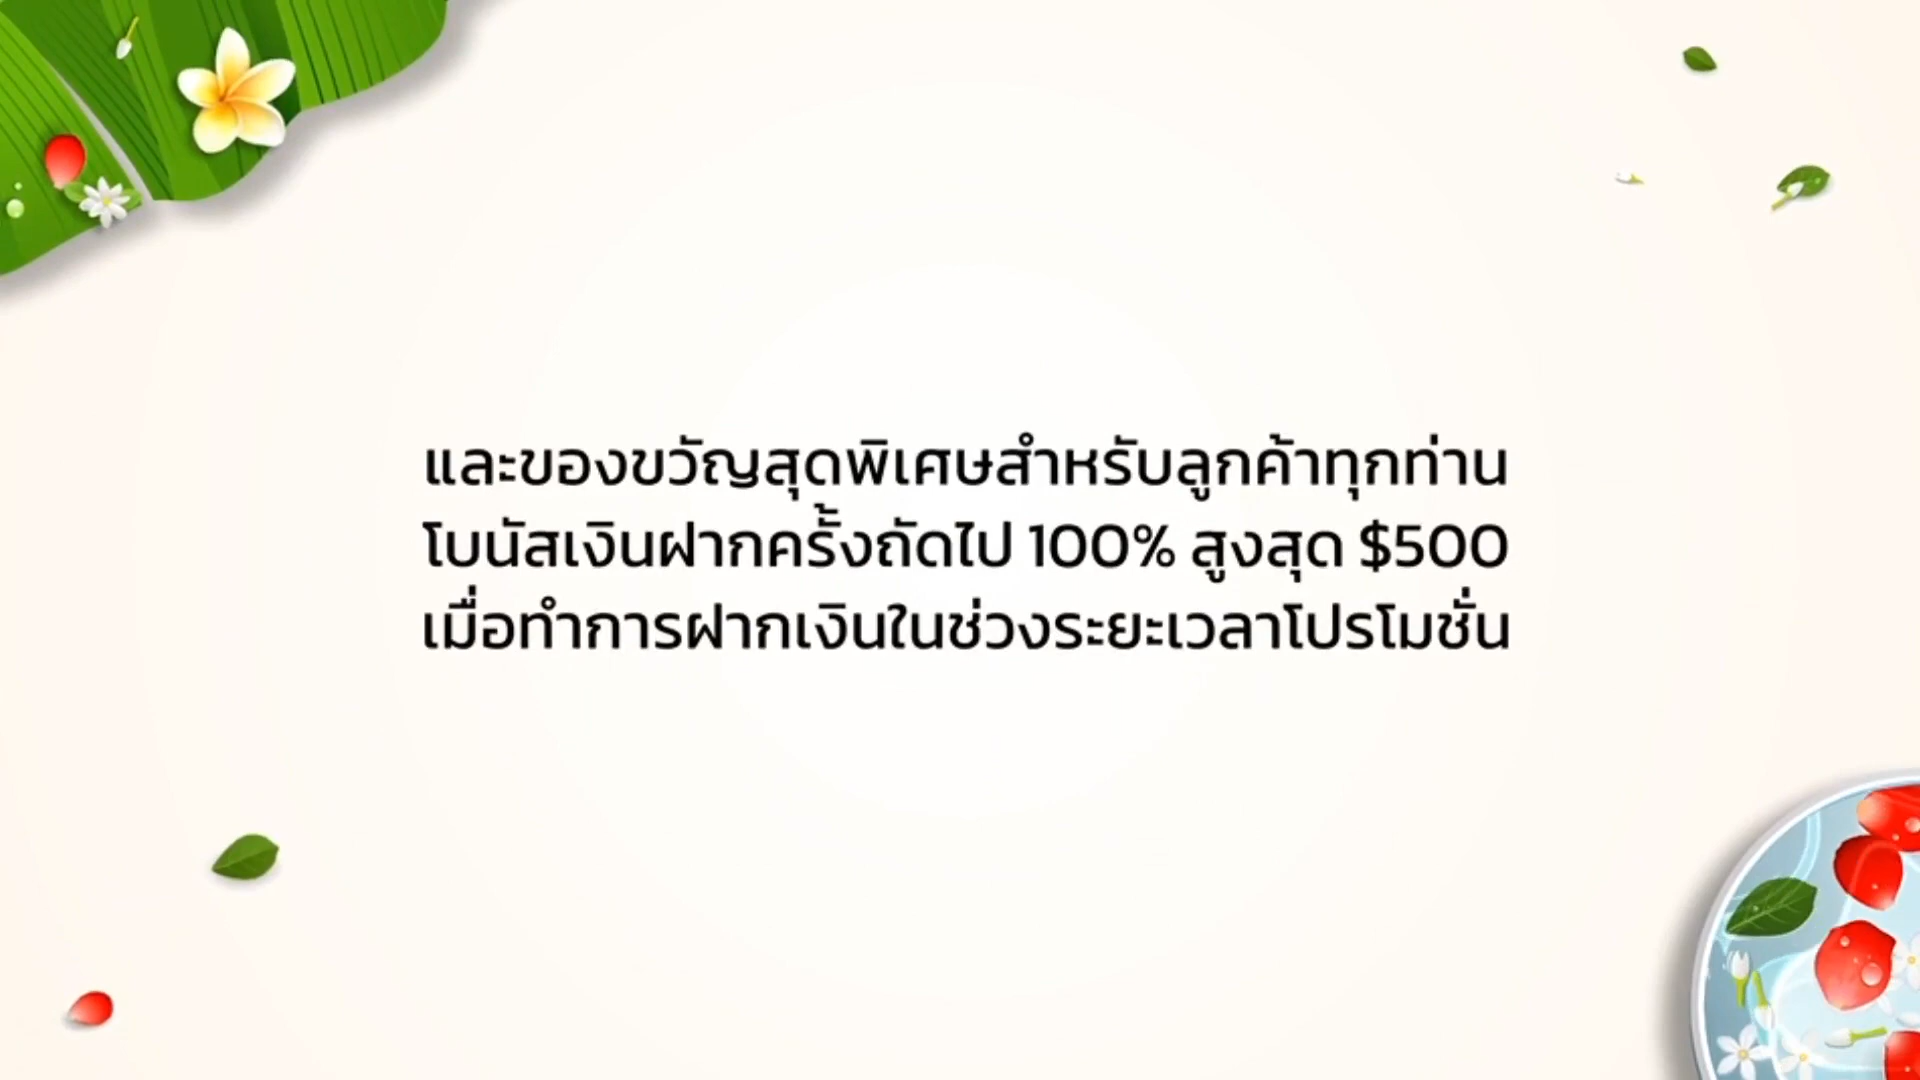 และของขวัญสุดพิเศษสำหรับลูกค้าทุกท่าน
โบนัสเงินฝากครั้งถัดไป 100% สูงสุด $500
เมื่อทำการฝากเงินในช่วงระยะเวลาโปรโมชั่น